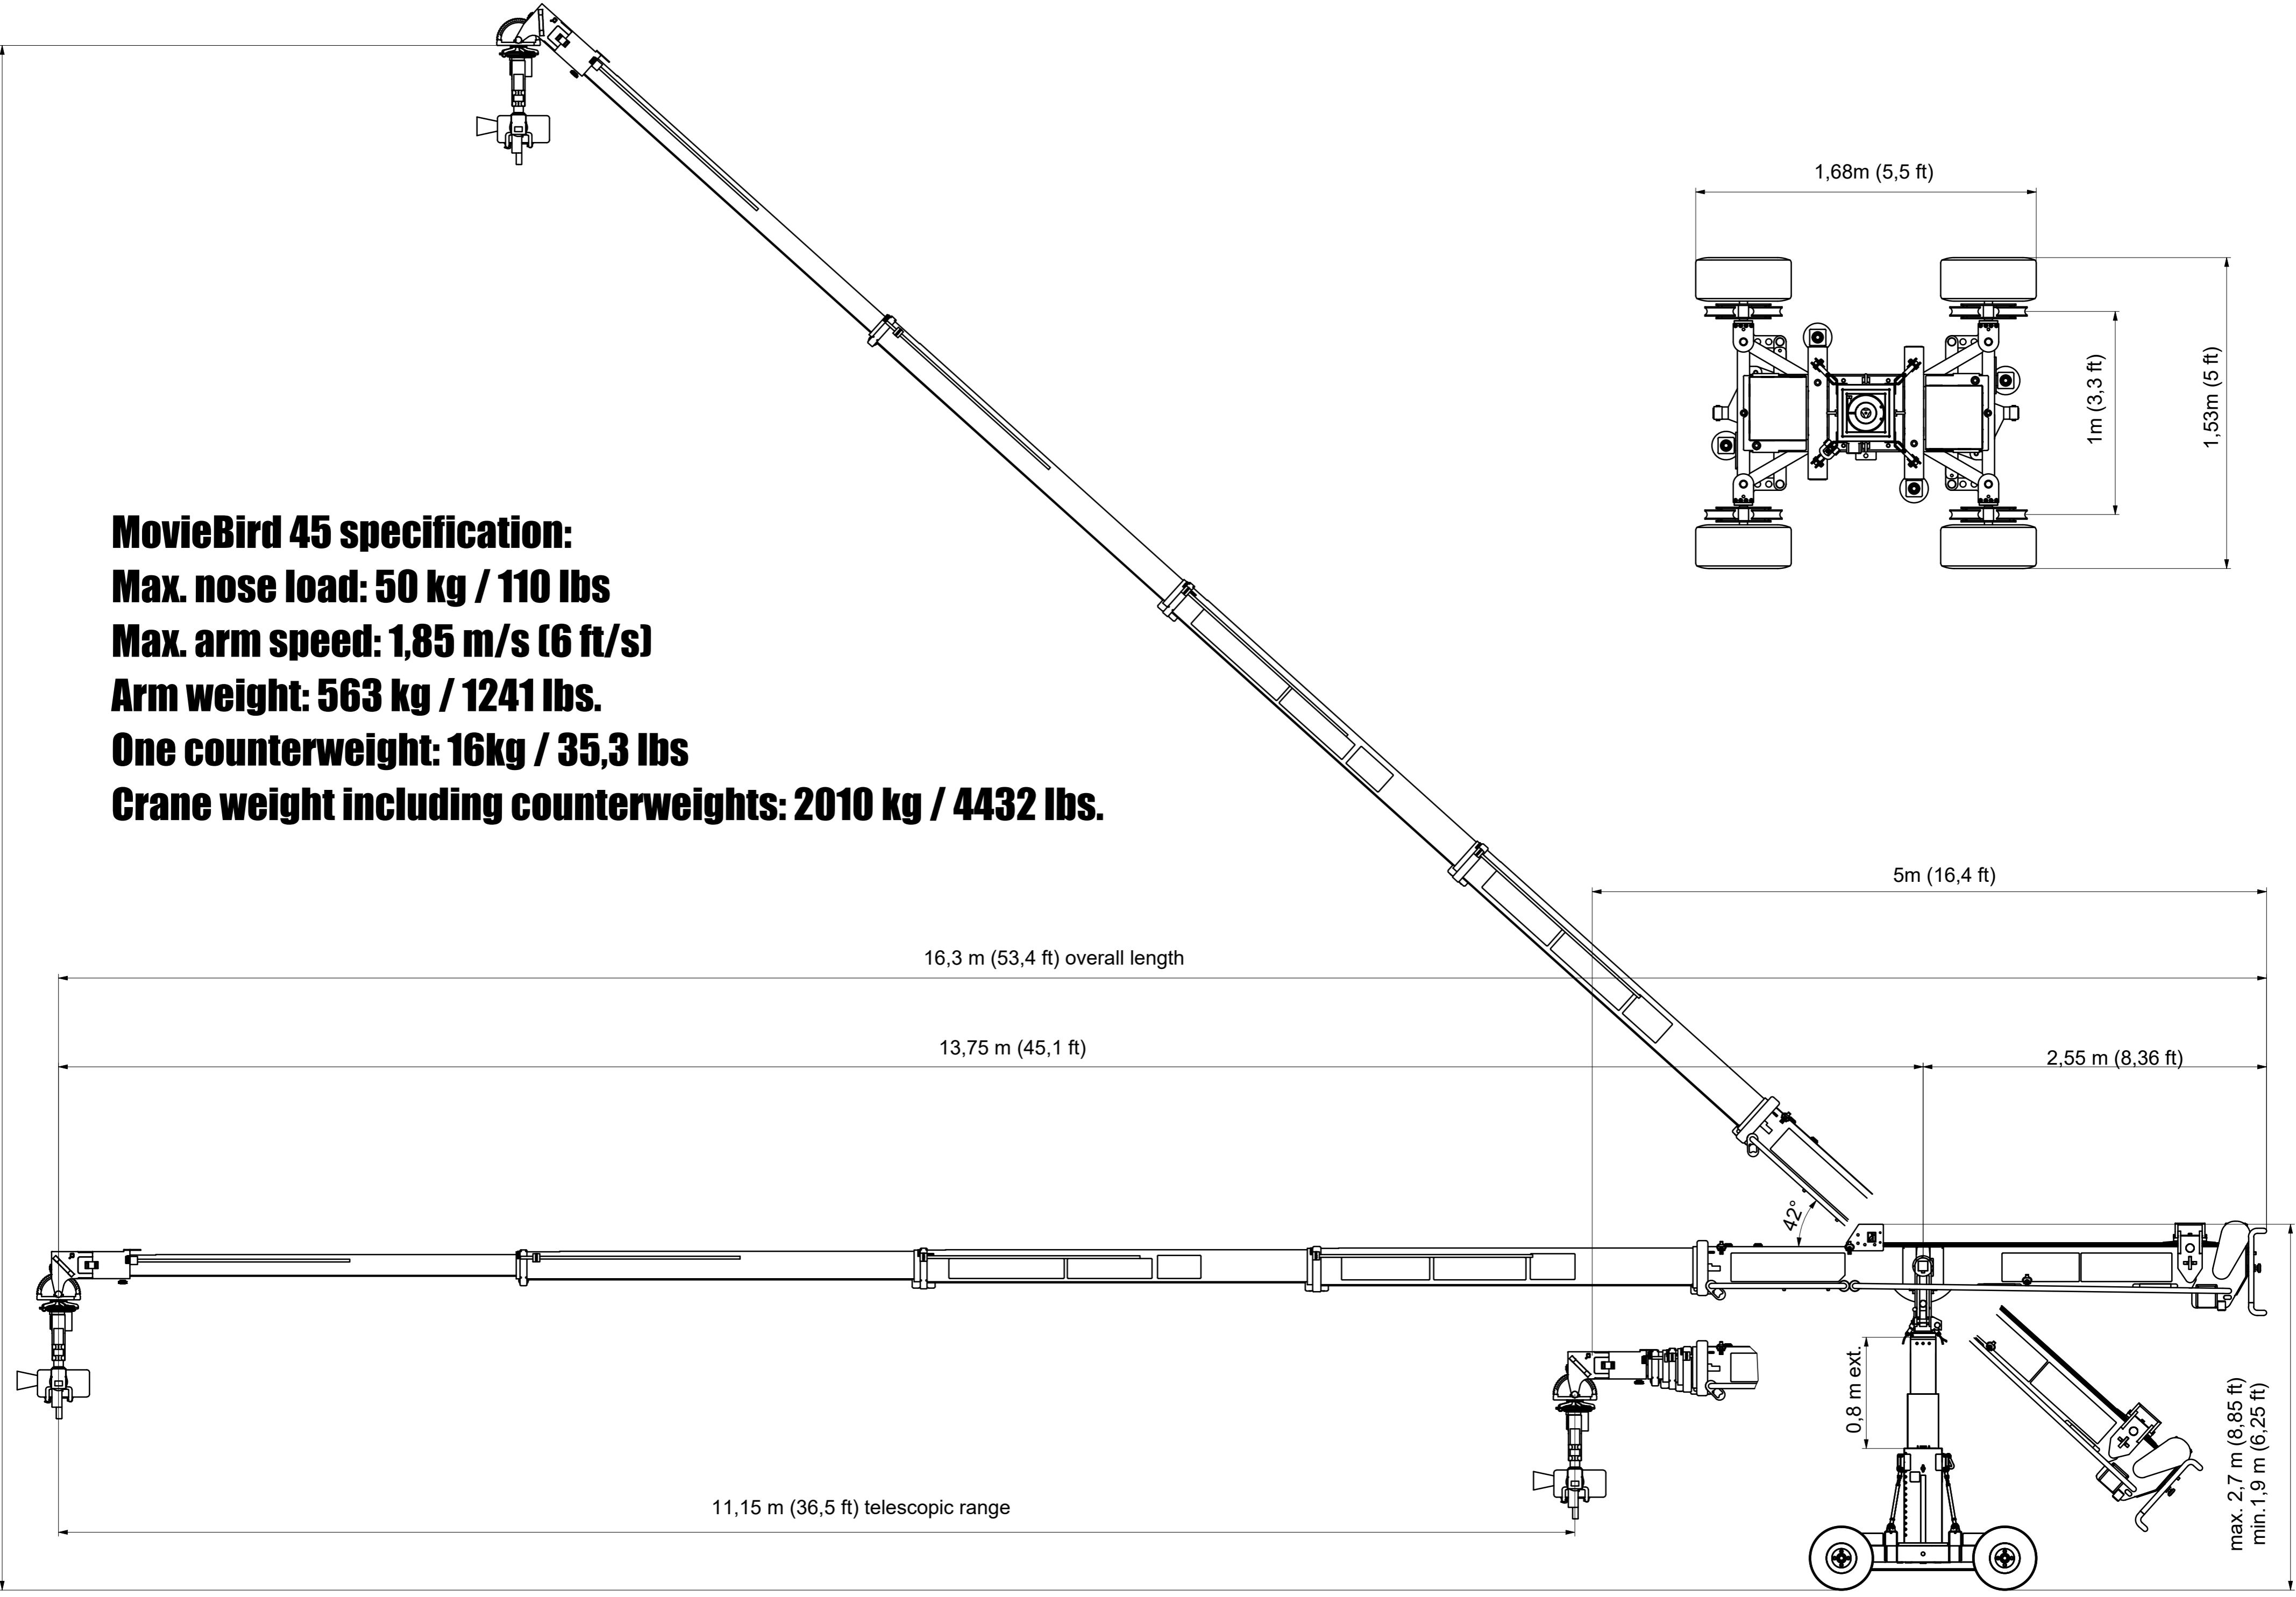 1,68m (5,5 ft)
1m (3,3 ft)
1,53m (5 ft)
MovieBird 45 specification:
Max. nose load: 50 kg / 110 lbs
Max. arm speed: 1,85 m/s (6 ft/s)
Arm weight: 563 kg / 1241 lbs.
One counterweight: 16kg / 35,3 lbs
Crane weight including counterweights: 2010 kg / 4432 lbs.
5m (16,4 ft)
16,3 m (53,4 ft) overall length
13,75 m (45,1 ft)
2,55 m (8,36 ft)
42°
0,8 m ext.
max. 2,7 m (8,85 ft)
min.1,9 m (6,25 ft)
11,15 m (36,5 ft) telescopic range